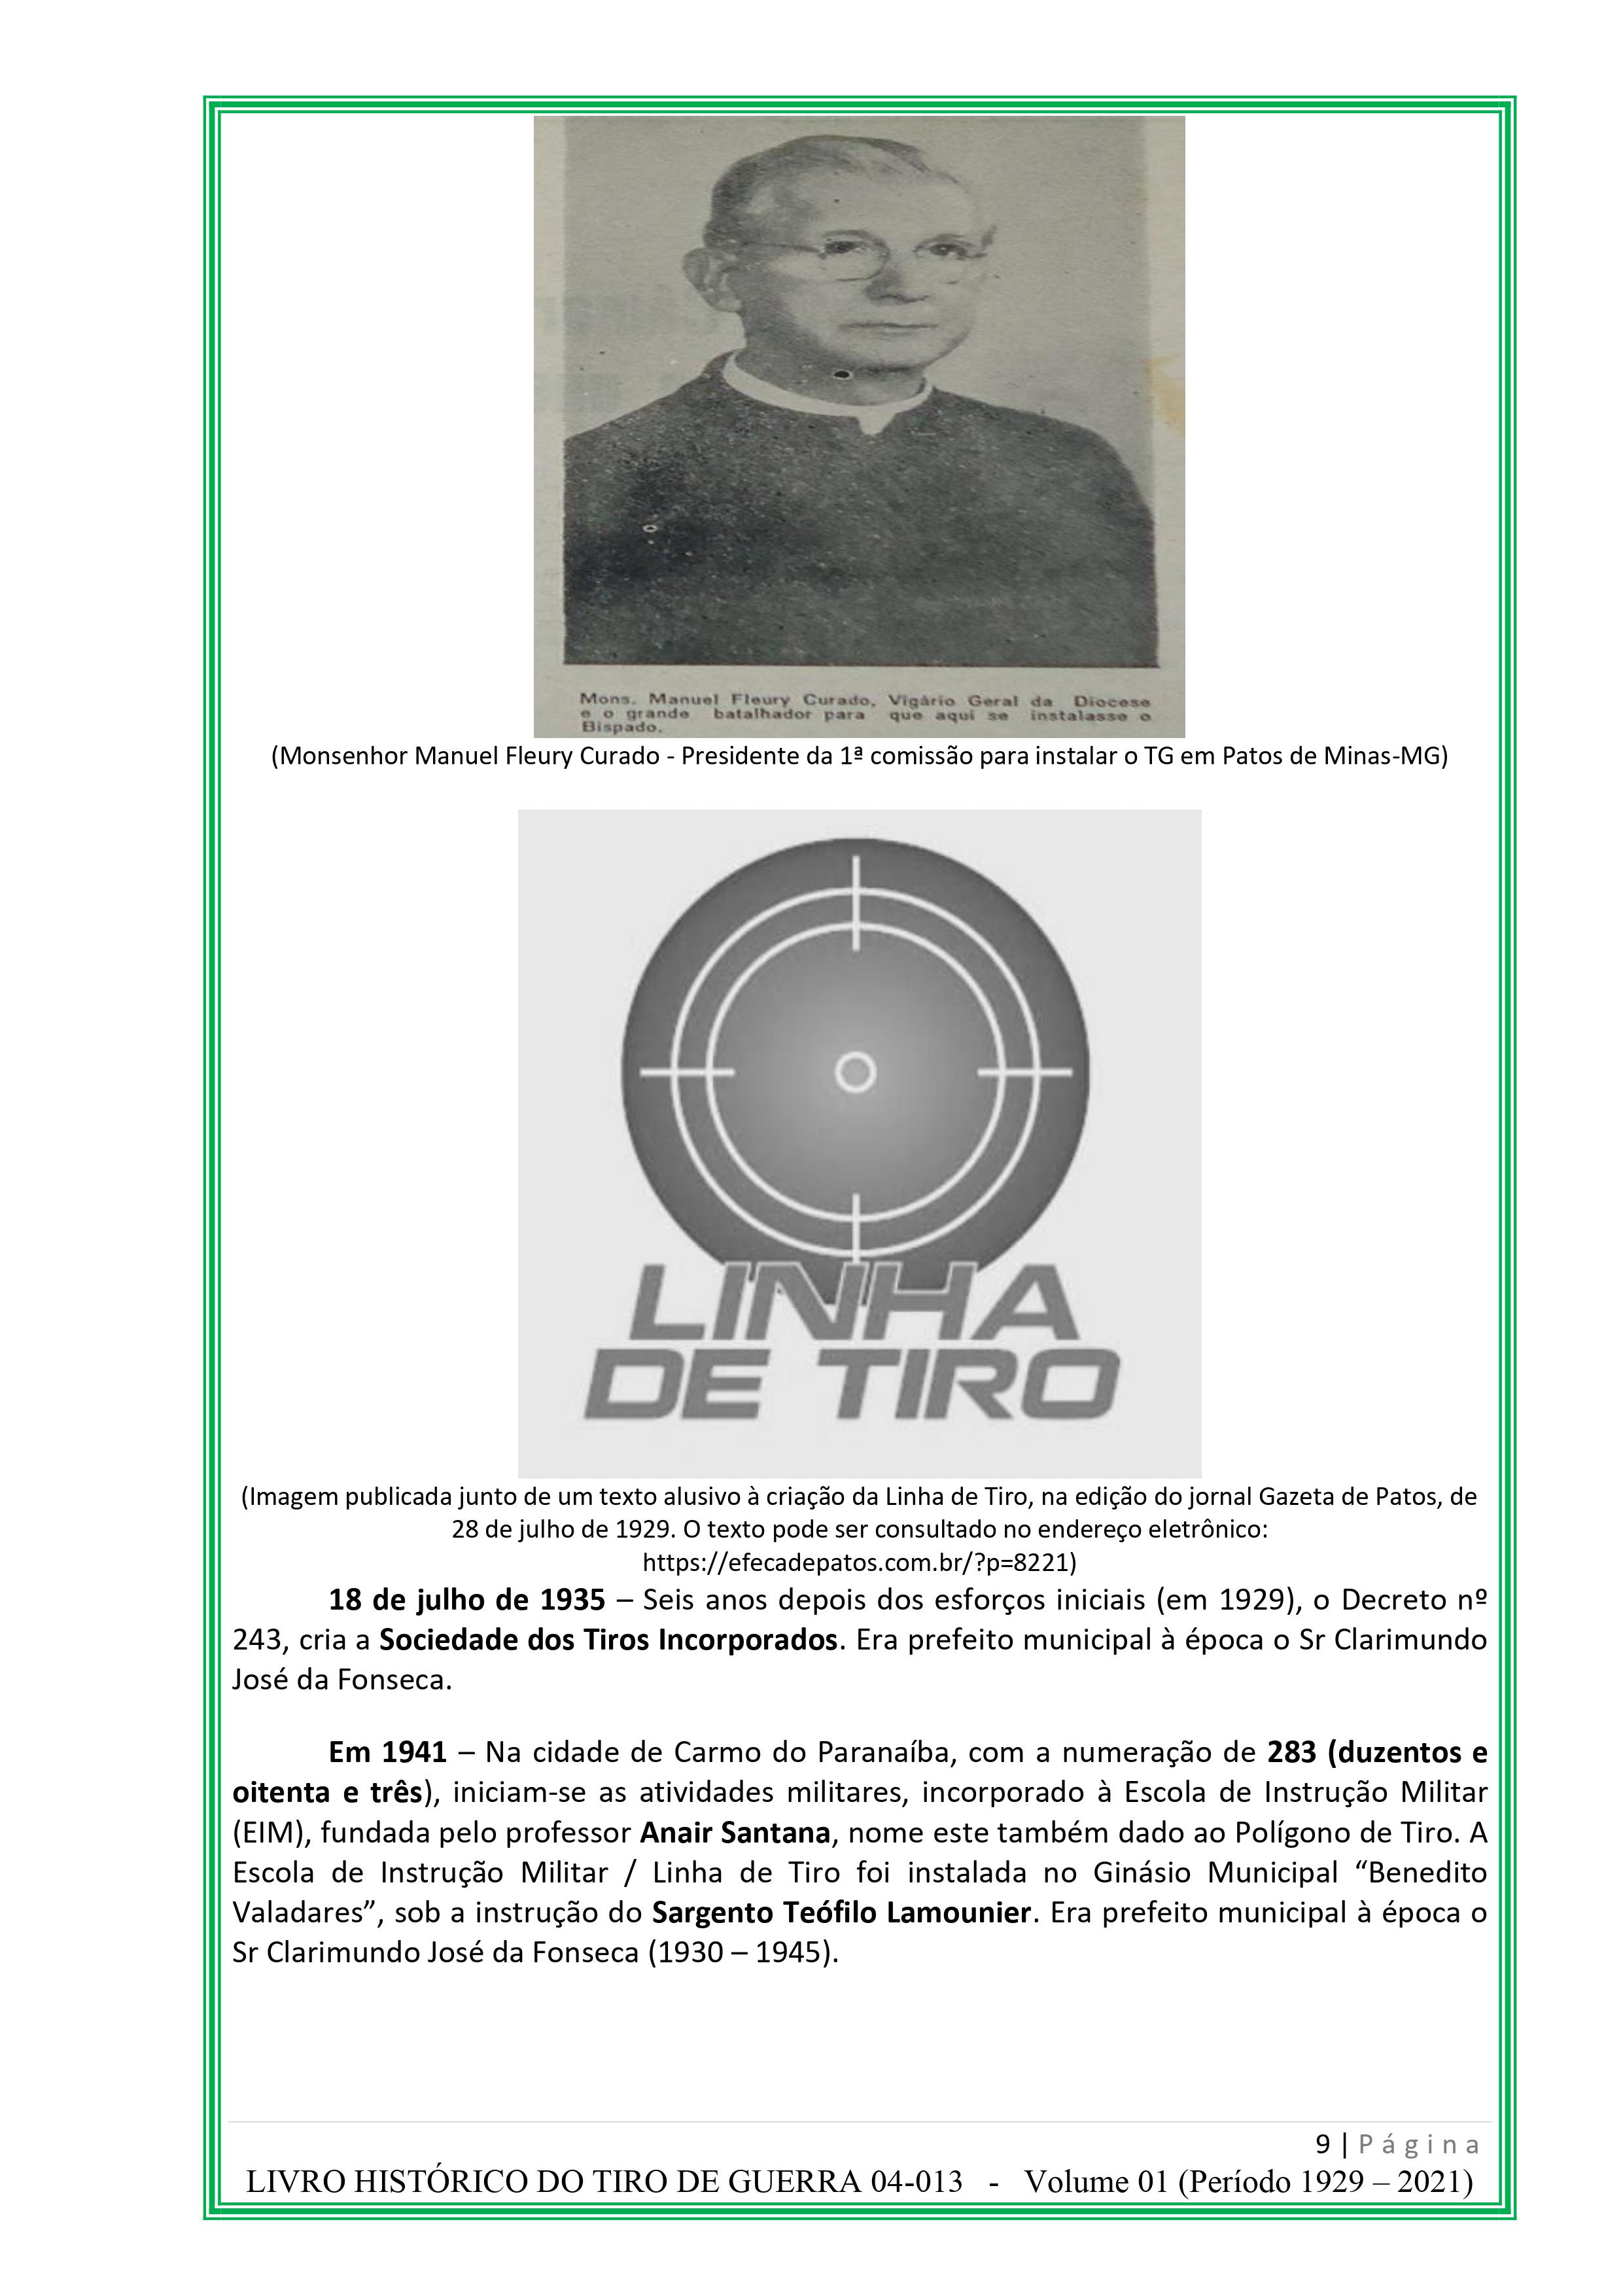 Mons. Manuel Fleury Curado, Vigário Geral da Diocese
e o grande batalhador para que aqui se instalasse o
Bispado.
(Monsenhor Manuel Fleury Curado - Presidente da 1ª comissão para instalar o TG em Patos de Minas-MG)
LINHA
DE TIRO
(Imagem publicada junto de um texto alusivo à criação da Linha de Tiro, na edição do jornal Gazeta de Patos, de
28 de julho de 1929. O texto pode ser consultado no endereço eletrônico:
https://efecadepatos.com.br/?p=8221)
18 de julho de 1935 – Seis anos depois dos esforços iniciais (em 1929), o Decreto nº
243, cria a Sociedade dos Tiros Incorporados. Era prefeito municipal à época o Sr Clarimundo
José da Fonseca.
Em 1941 – Na cidade de Carmo do Paranaíba, com a numeração de 283 (duzentos e
oitenta e três), iniciam-se as atividades militares, incorporado à Escola de Instrução Militar
(EIM), fundada pelo professor Anair Santana, nome este também dado ao Polígono de Tiro. A
Escola de Instrução Militar / Linha de Tiro foi instalada no Ginásio Municipal “Benedito
Valadares”, sob a instrução do Sargento Teófilo Lamounier. Era prefeito municipal à época o
Sr Clarimundo José da Fonseca (1930 – 1945).
9 | Página
LIVRO HISTÓRICO DO TIRO DE GUERRA 04-013 - Volume 01 (Período 1929 – 2021)